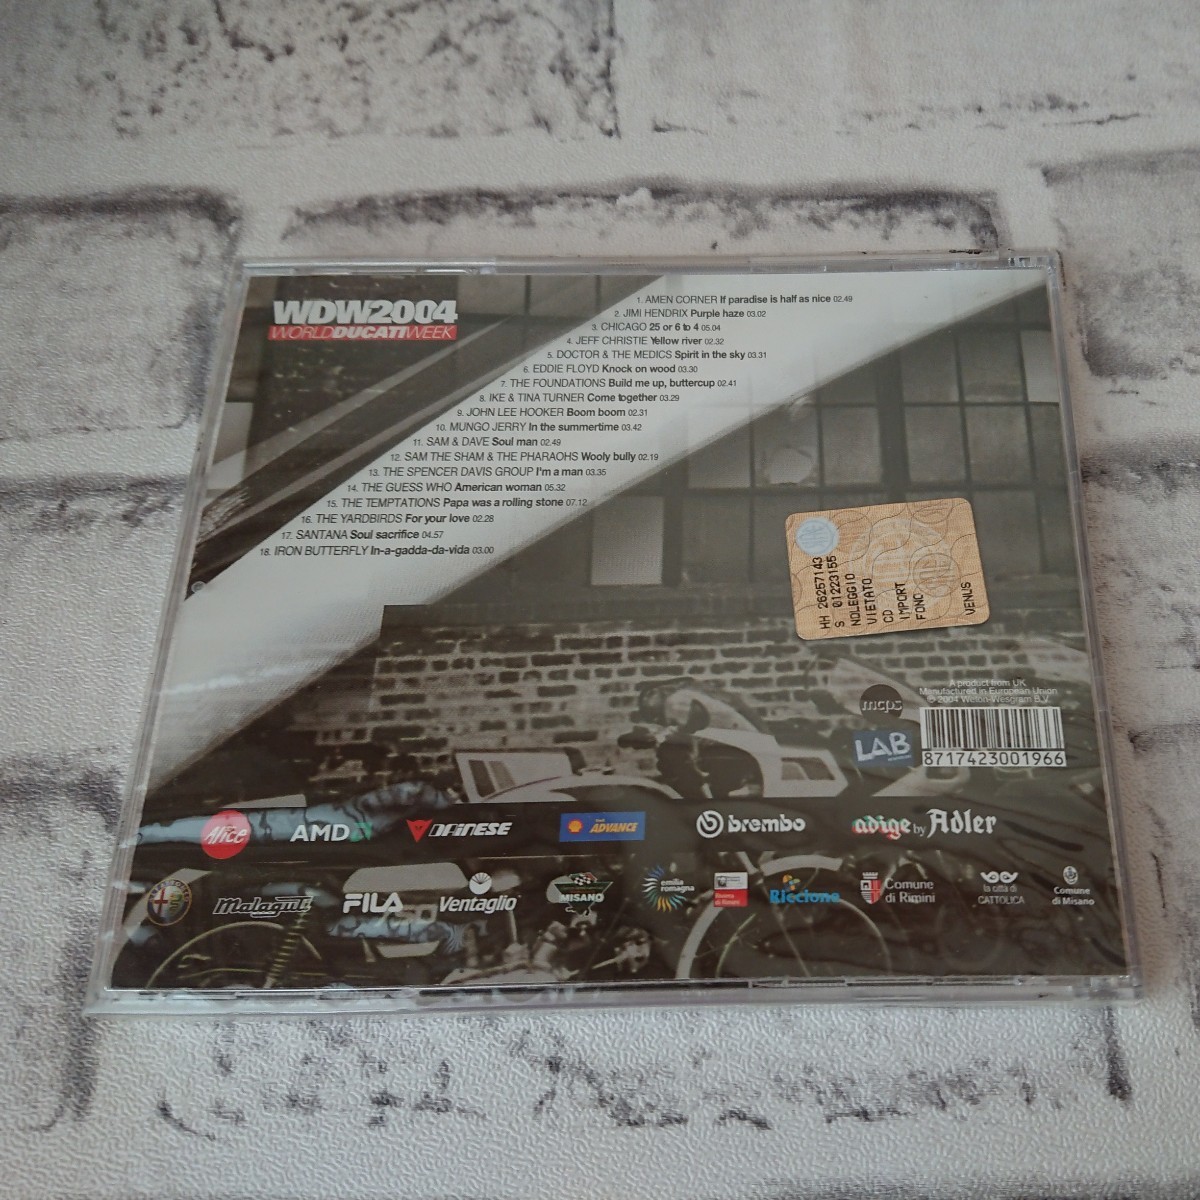 WDW2004
WORLDDUCATIWEEK
1. AMEN CORNER If paradise is half as nice 02.49
2. JIMI HENDRIX Purple haze 03.02
3. CHICAGO 25 or 6 to 4 05.04
4. JEFF CHRISTIE Yellow river 02.32
5. DOCTOR & THE MEDICS Spirit in the sky 03.31
6. EDDIE FLOYD Knock on wood 03.30
7. THE FOUNDATIONS Build me up, buttercup 02.41
8. IKE & TINA TURNER Come together 03.29
9. JOHN LEE HOOKER Boom boom 02.31
10. MUNGO JERRY In the summertime 03.42
11. SAM & DAVE Soul man 02.49
12. SAM THE SHAM & THE PHARAOHS Wooly bully 02.19
13. THE SPENCER DAVIS GROUP I'm a man 03.35
14. THE GUESS WHO American woman 05.32
15. THE TEMPTATIONS Papa was a rolling stone 07.12
16. THE YARDBIRDS For your love 02.28
17. SANTANA Soul sacrifice 04.57
18. IRON BUTTERFLY In-a-gadda-da-vida 03.00
HH 26257143
S 01223155
NOLEGGIO
VIETATO
CD
IMPORT
FONO
VENUS
A product from UK
Manufactured in European Union
© 2004 Weton-Wesgram B.V.
mcps
LAB
8717423001966
Alice
AMD
DAINESE
ADVANCE
brembo
adige by Adler
Malaguti
FILA
Ventaglio
MISANO
emilia
romagna
Riviera
di Rimini
Riccione
Comune
di Rimini
la città di
CATTOLICA
Comune
di Misano